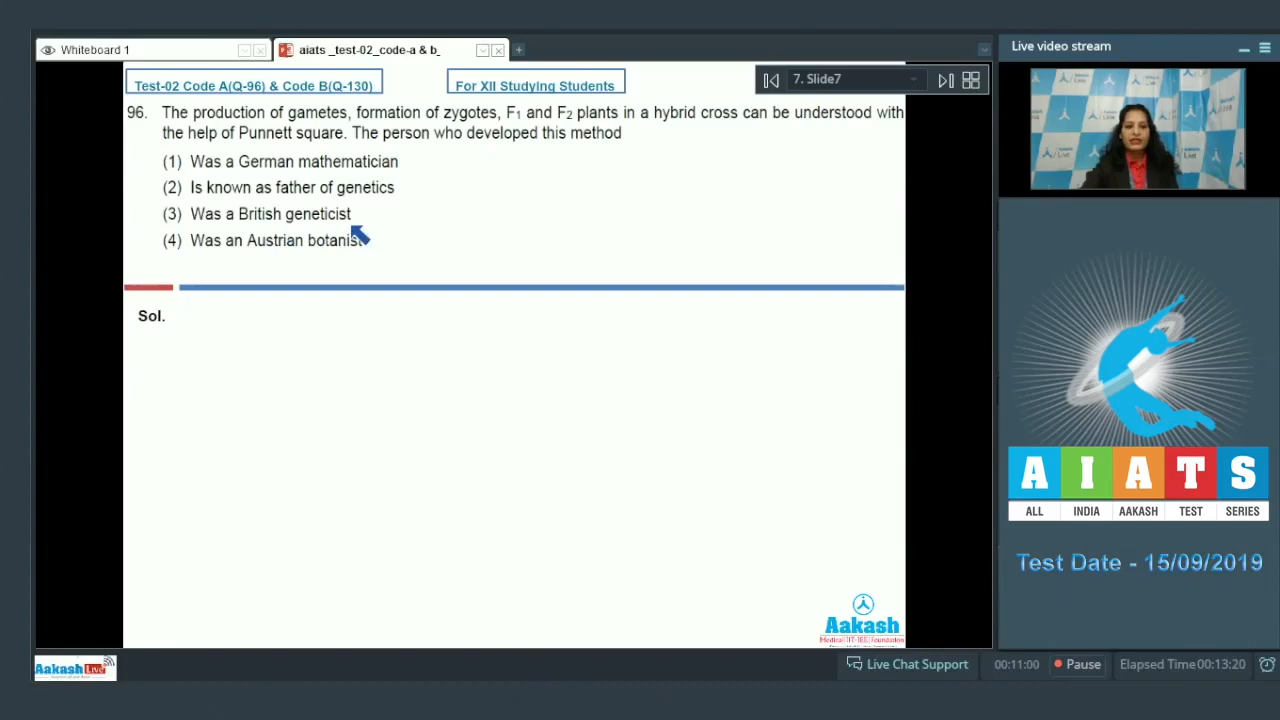 Whiteboard 1
aiats _test-02_code-a & b_
Live video stream
Test-02 Code A(Q-96) & Code B(Q-130)
For XII Studying Students
7. Slide7
96. The production of gametes, formation of zygotes, F1 and F2 plants in a hybrid cross can be understood with
the help of Punnett square. The person who developed this method
(1) Was a German mathematician
(2) Is known as father of genetics
(3) Was a British geneticist
(4) Was an Austrian botanist
Sol.
AIATS
ALL INDIA AAKASH TEST SERIES
Test Date - 15/09/2019
Aakash
Medical|IIT-JEE|Foundation
Aakash Live
Live Chat Support
00:11:00
Pause
Elapsed Time 00:13:20